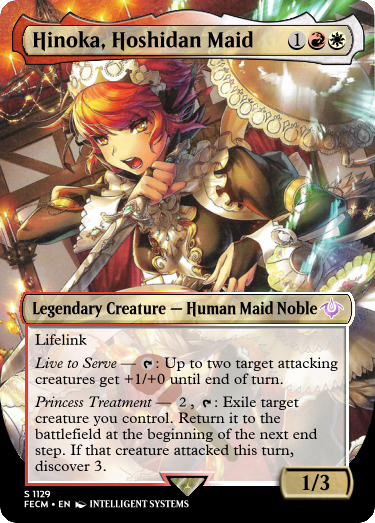 Hinoka, Hoshidan Maid 1
Legendary Creature — Human Maid Noble
Lifelink
Live to Serve — : Up to two target attacking
creatures get +1/+0 until end of turn.
Princess Treatment — 2 , : Exile target
creature you control. Return it to the
battlefield at the beginning of the next end
step. If that creature attacked this turn,
discover 3.
1/3
S 1129
FECM • EN INTELLIGENT SYSTEMS